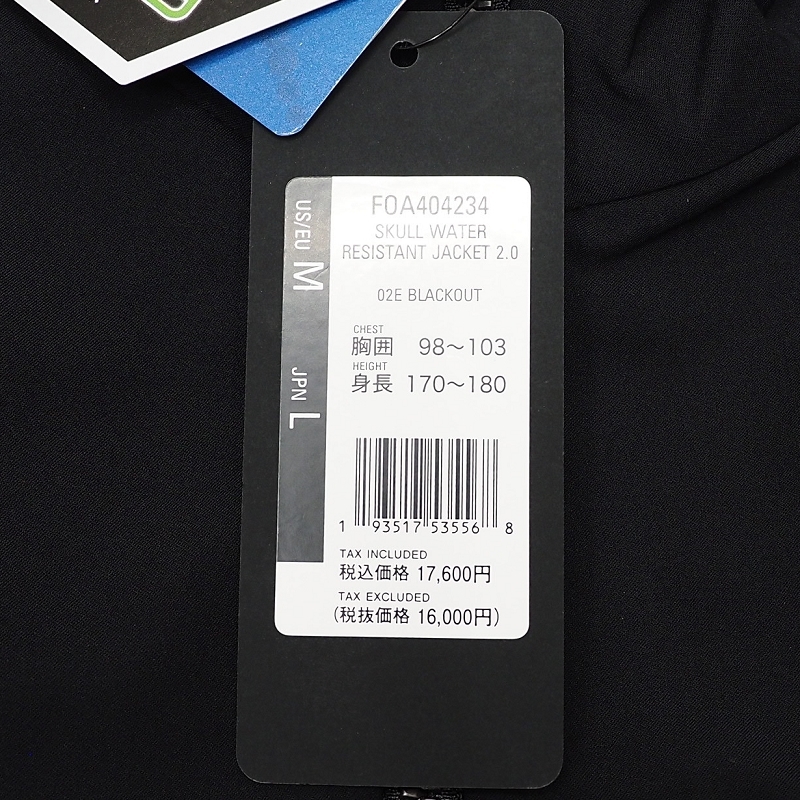 US/EU M
JPN L
FOA404234
SKULL WATER
RESISTANT JACKET 2.0
02E BLACKOUT
CHEST
胸囲 98～103
HEIGHT
身長 170～180
1 93517 53556 8
TAX INCLUDED
税込価格 17,600円
TAX EXCLUDED
(税抜価格 16,000円)